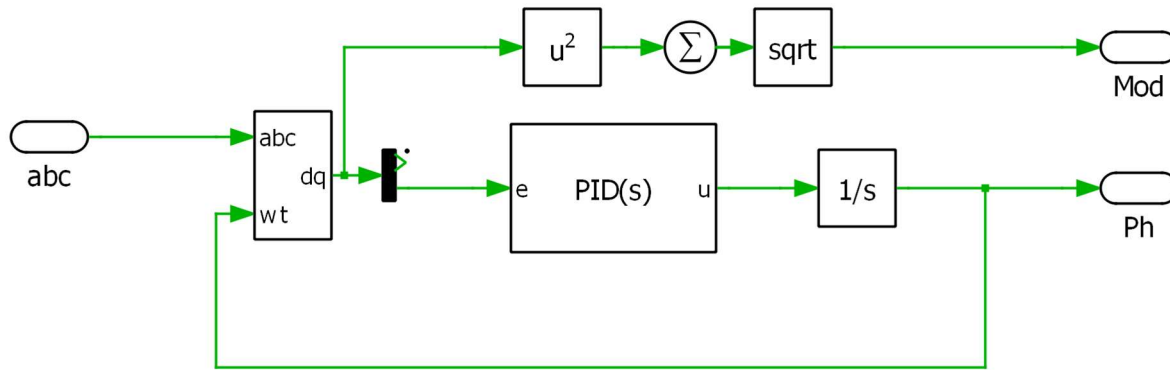 u²
Σ
sqrt
Mod
abc
abc
dq
wt
e
PID(s)
u
1/s
Ph